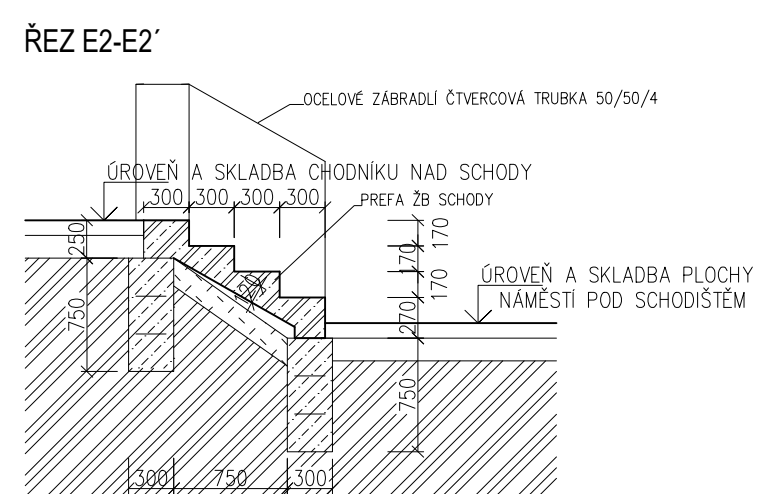 ŘEZ E2-E2´
OCELOVÉ ZÁBRADLÍ ČTVERCOVÁ TRUBKA 50/50/4
ÚROVEŇ A SKLADBA CHODNÍKU NAD SCHODY
300 300 300 300
PREFA ŽB SCHODY
250
750
120
170
170
170
270
750
ÚROVEŇ A SKLADBA PLOCHY
NÁMĚSTÍ POD SCHODIŠTĚM
300 750 300